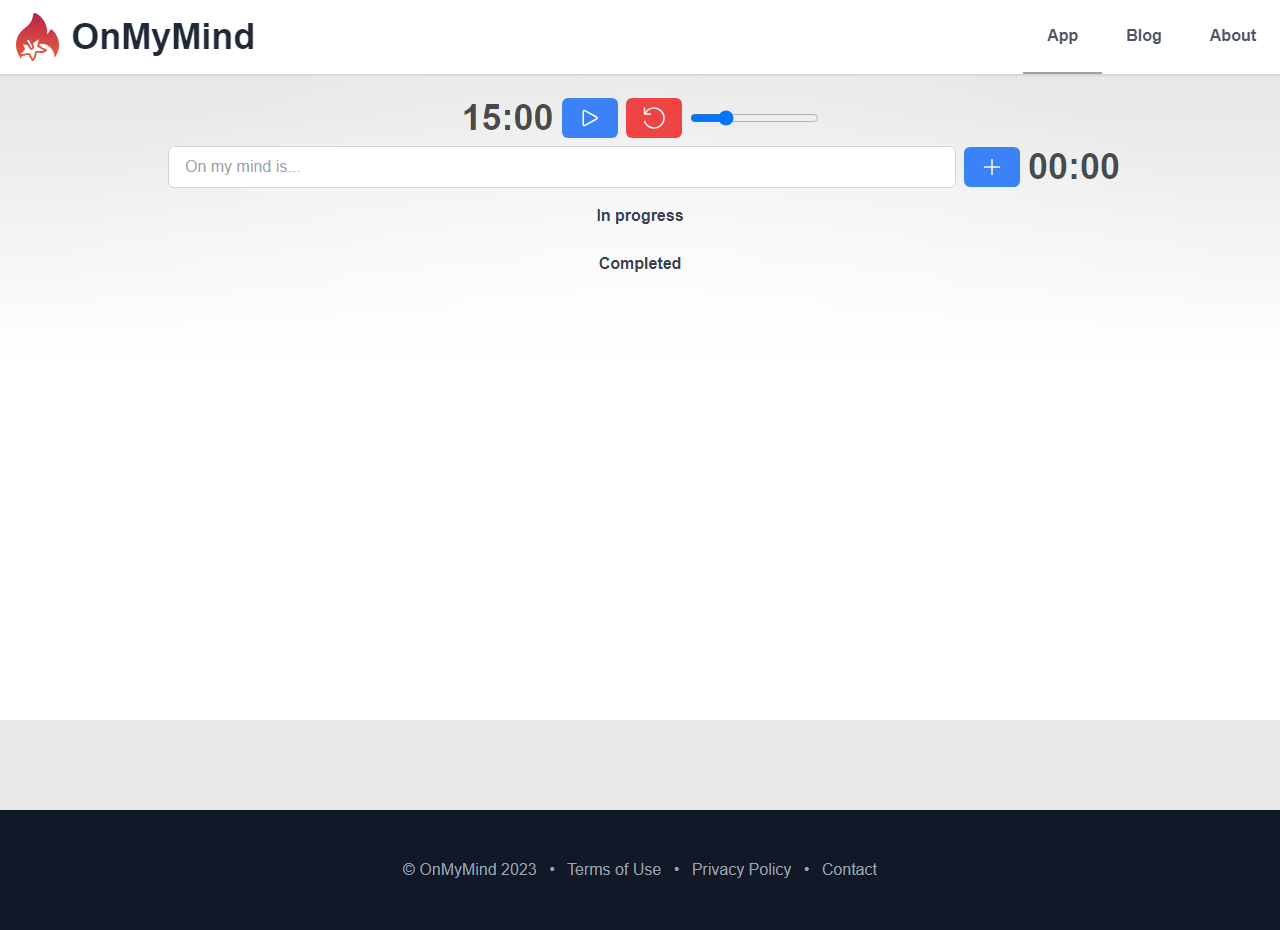 OnMyMind
App Blog About
15:00
On my mind is...
00:00
In progress
Completed
© OnMyMind 2023 • Terms of Use • Privacy Policy • Contact